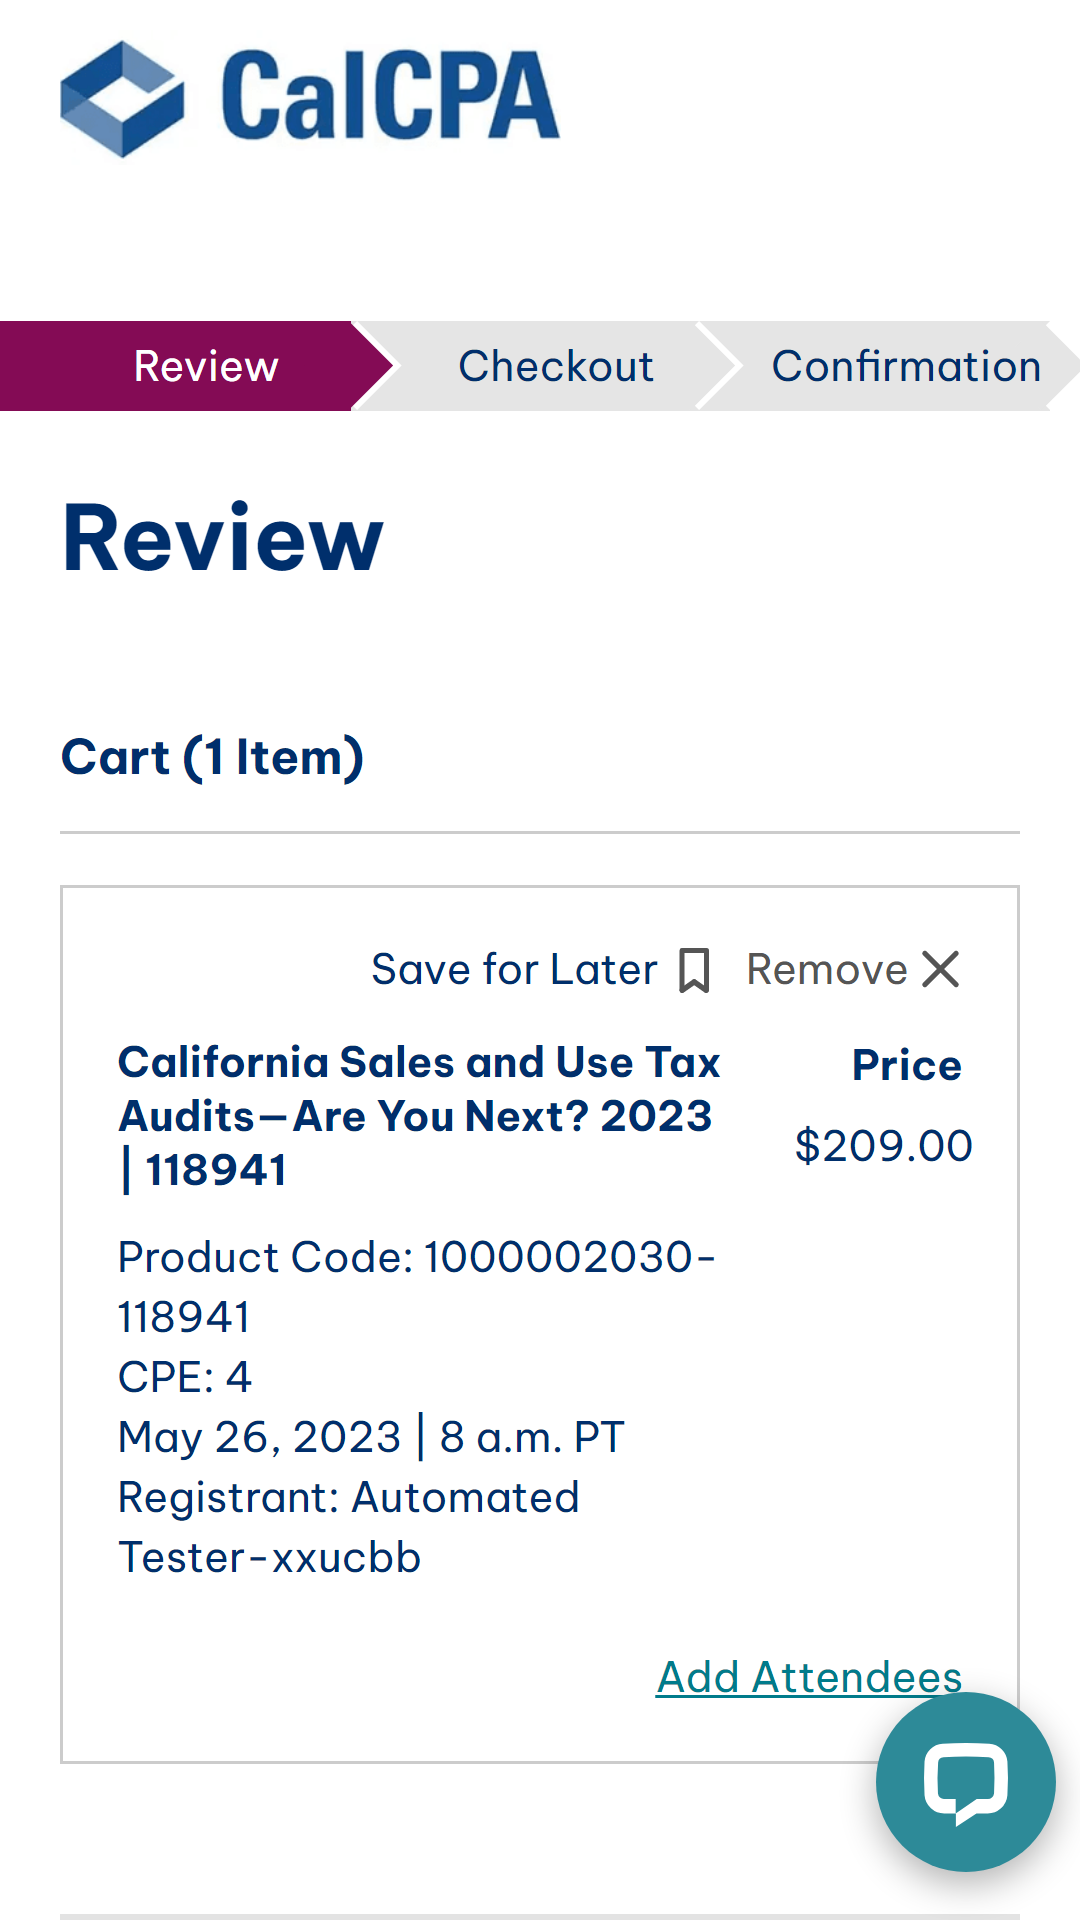 CalCPA
Review
Checkout
Confirmation
Review
Cart (1 Item)
Save for Later
Remove
California Sales and Use Tax
Audits—Are You Next? 2023
| 118941
Price
$209.00
Product Code: 1000002030-
118941
CPE: 4
May 26, 2023 | 8 a.m. PT
Registrant: Automated
Tester-xxucbb
Add Attendees